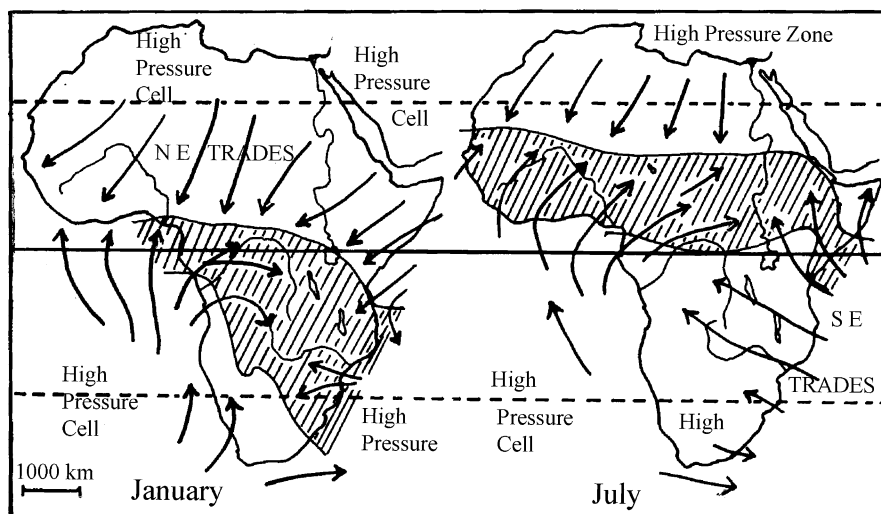 High
Pressure
Cell
High
Pressure
Cell
N E TRADES
High
Pressure Cell
High
Pressure
1000 km
January
High Pressure Zone
S E
TRADES
High
Pressure
Cell
High
July